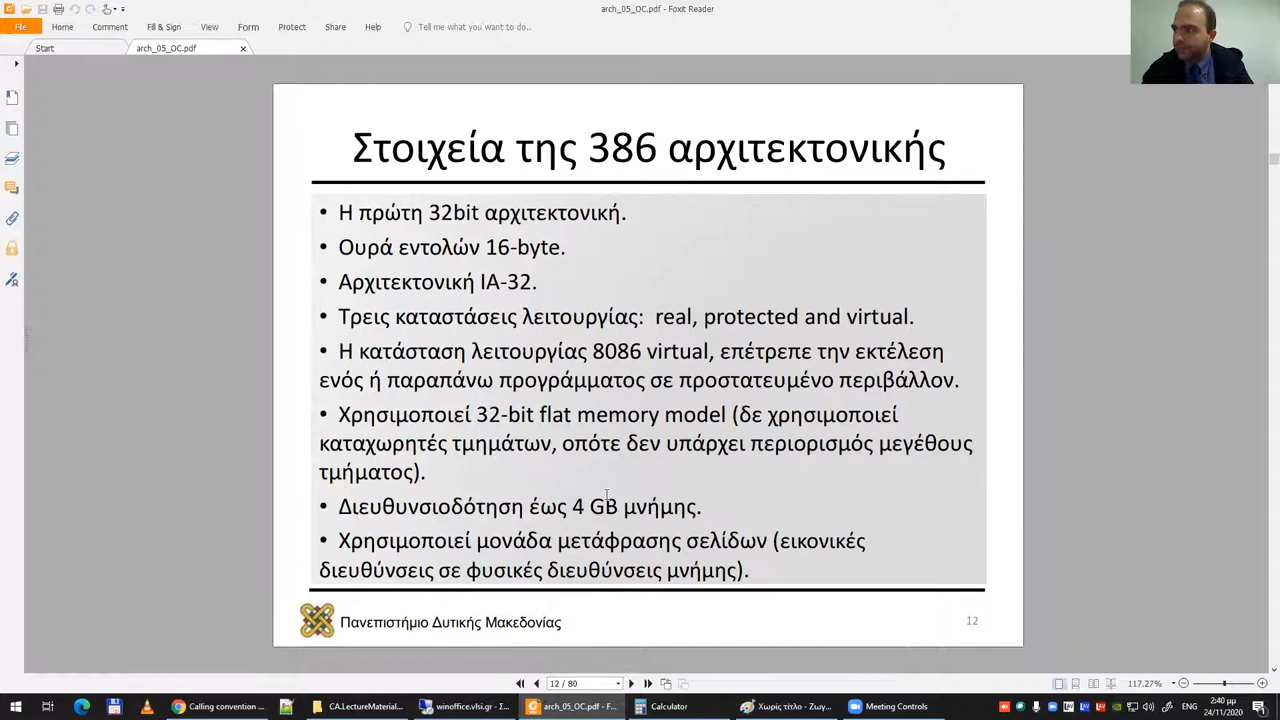 arch_05_OC.pdf - Foxit Reader
File Home Comment Fill & Sign View Form Protect Share Help Tell me what you want to do..
Start arch_05_OC.pdf
Στοιχεία της 386 αρχιτεκτονικής
• Η πρώτη 32bit αρχιτεκτονική.
• Ουρά εντολών 16-byte.
• Αρχιτεκτονική IA-32.
• Τρεις καταστάσεις λειτουργίας: real, protected and virtual.
• Η κατάσταση λειτουργίας 8086 virtual, επέτρεπε την εκτέλεση
ενός ή παραπάνω προγράμματος σε προστατευμένο περιβάλλον.
• Χρησιμοποιεί 32-bit flat memory model (δε χρησιμοποιεί
καταχωρητές τμημάτων, οπότε δεν υπάρχει περιορισμός μεγέθους
τμήματος).
• Διευθυνσιοδότηση έως 4 GB μνήμης.
• Χρησιμοποιεί μονάδα μετάφρασης σελίδων (εικονικές
διευθύνσεις σε φυσικές διευθύνσεις μνήμης).
Πανεπιστήμιο Δυτικής Μακεδονίας
12
12 / 80
117.27%
Calling convention ... CA.LectureMaterial... winoffice.vlsi.gr - Σ... arch_05_OC.pdf - F... Calculator Χωρίς τίτλο - Ζωγ... Meeting Controls
2:40 μμ
24/11/2020